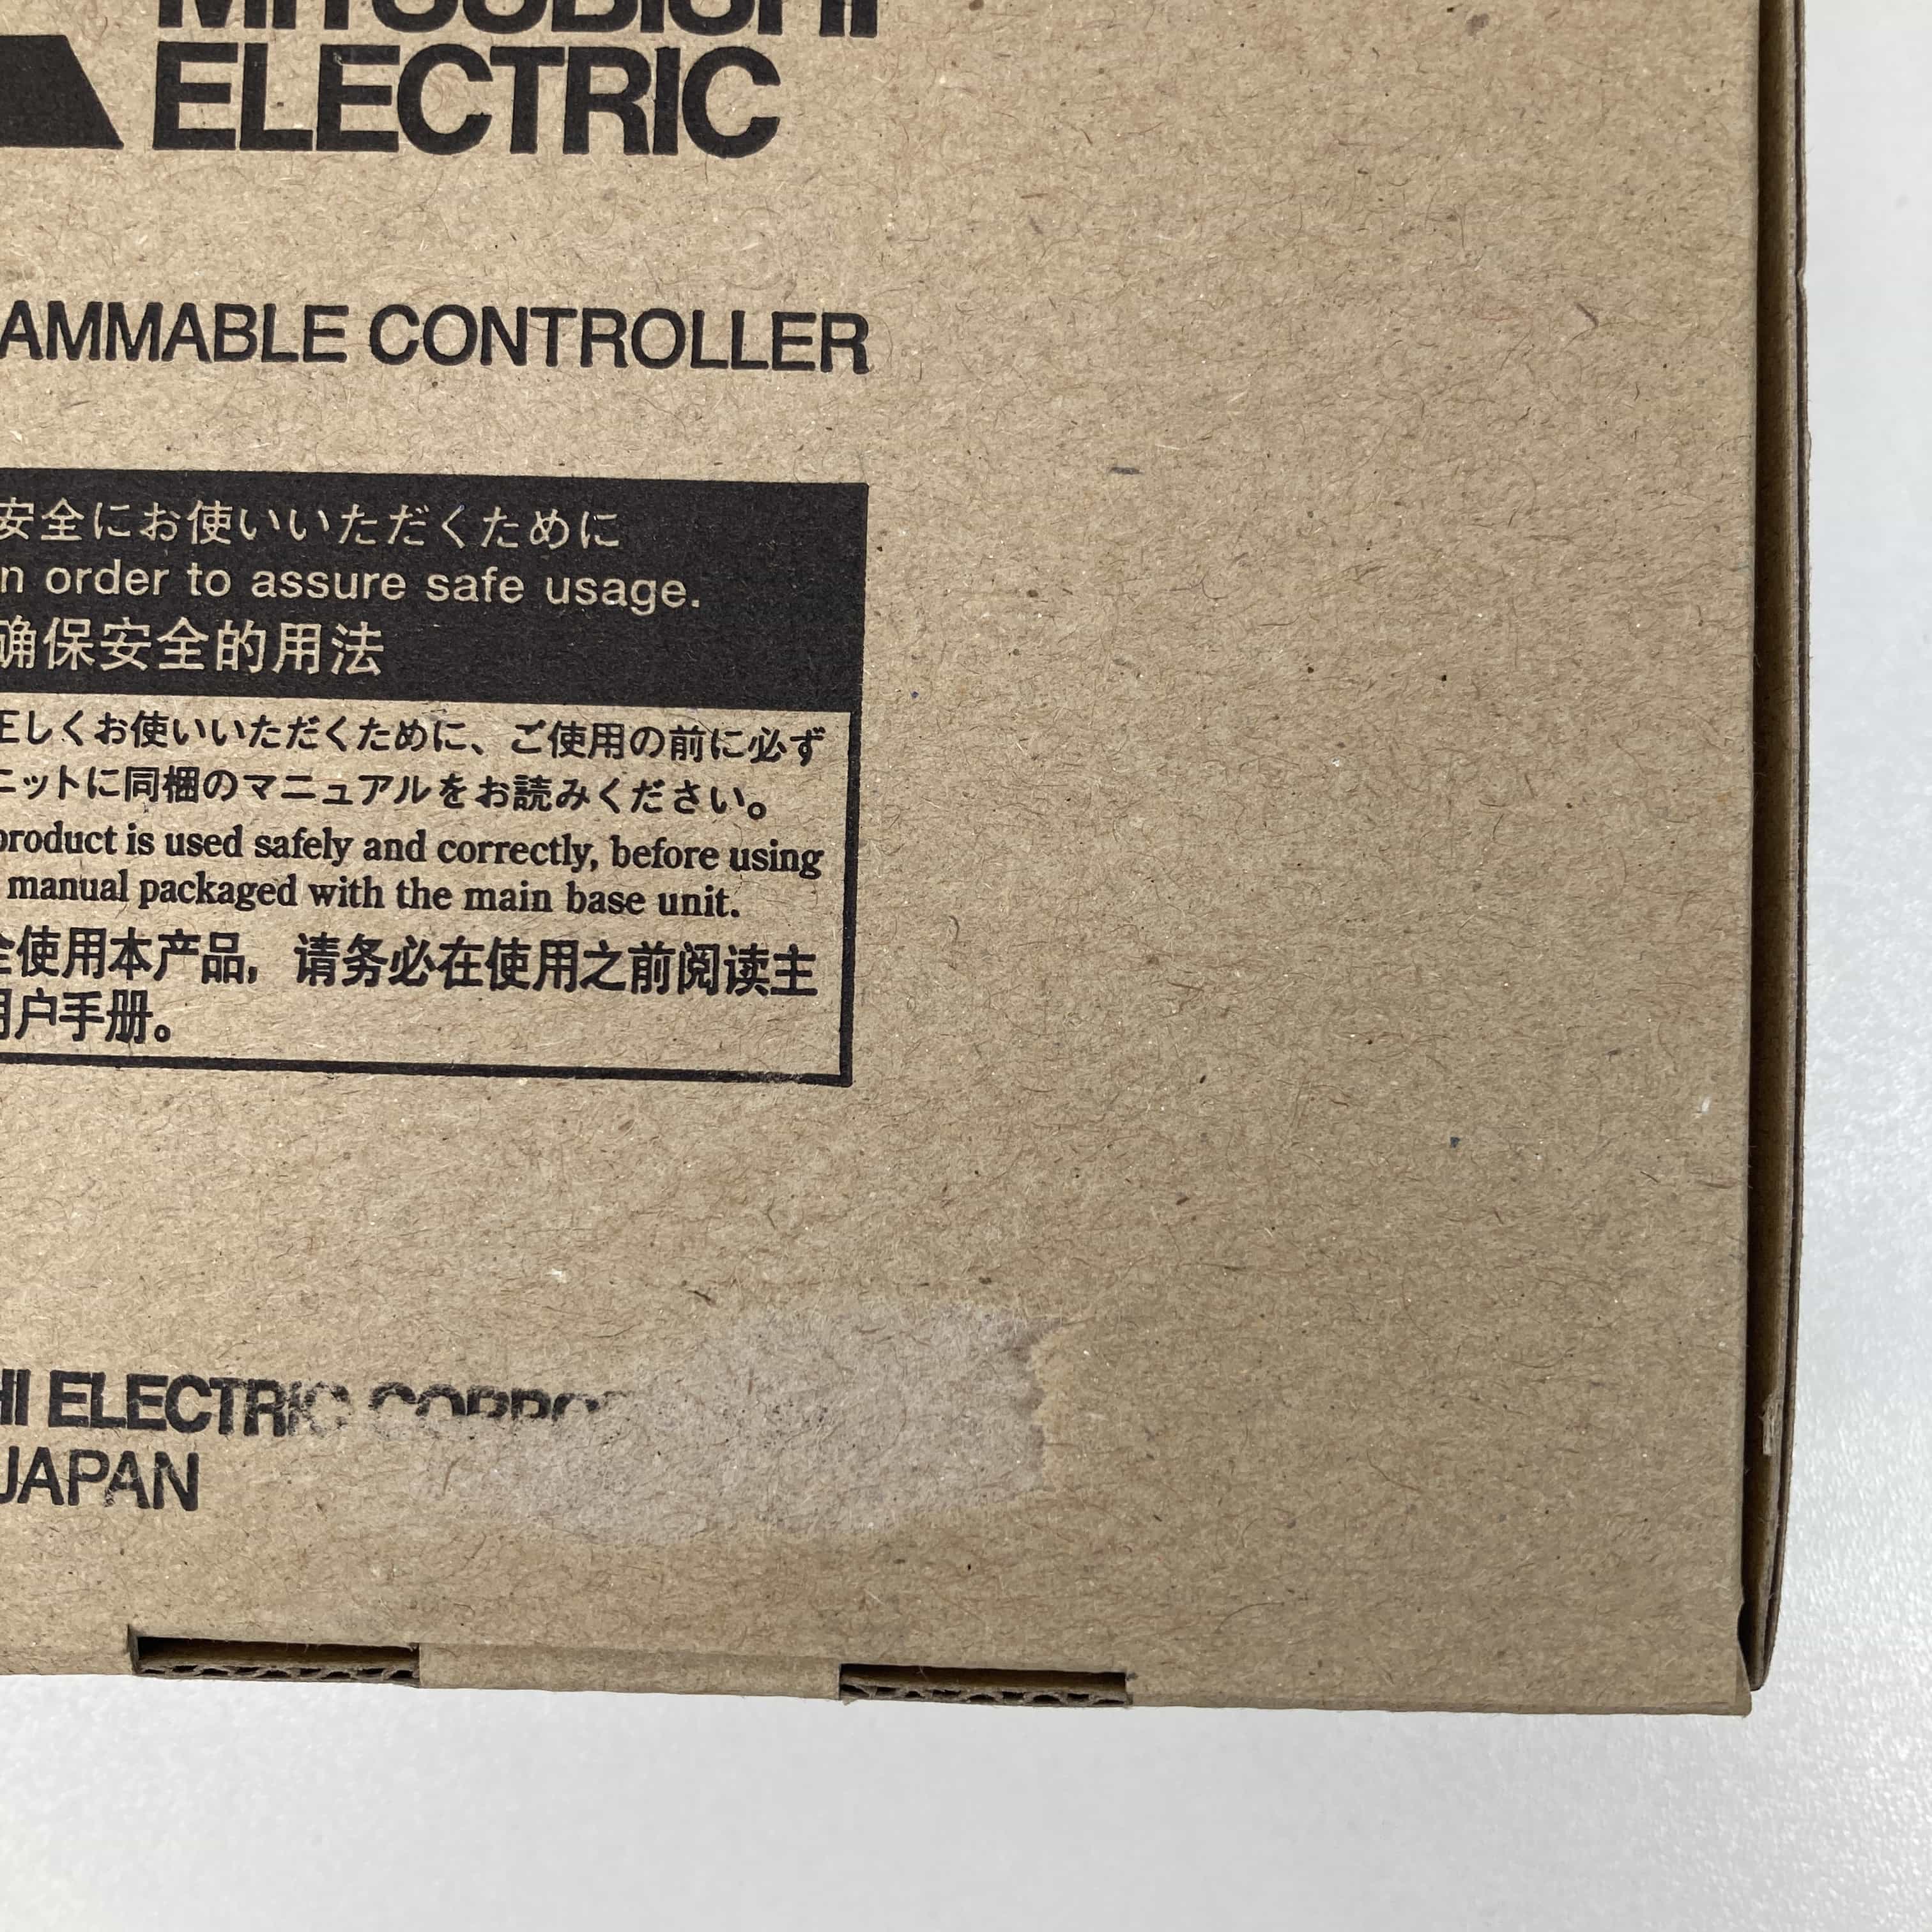 MITSUBISHI
ELECTRIC
AMMABLE CONTROLLER
安全にお使いいただくために
n order to assure safe usage.
确保安全的用法
正しくお使いいただくために、ご使用の前に必ず
ニットに同梱のマニュアルをお読みください。
product is used safely and correctly, before using
manual packaged with the main base unit.
全使用本产品，请务必在使用之前阅读主
用户手册。
HI ELECTRIC CORPO
JAPAN